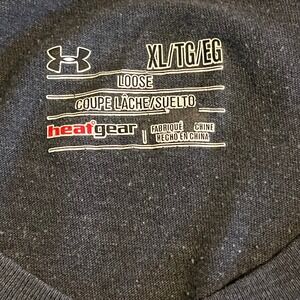 XL/TG/EG
LOOSE
COUPE LÂCHE/SUELTO
heatgear
FABRIQUÉ CHINE
HECHO EN CHINA